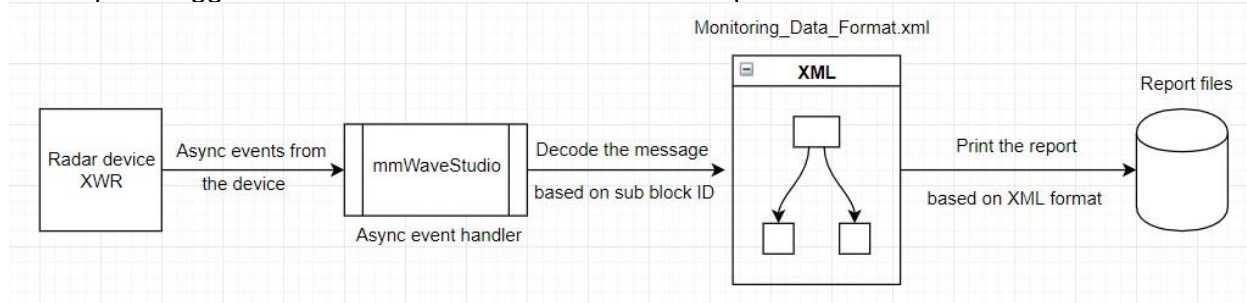 Monitoring_Data_Format.xml
XML
Report files
Radar device
XWR
Async events from
the device
mmWaveStudio
Async event handler
Decode the message
based on sub block ID
Print the report
based on XML format